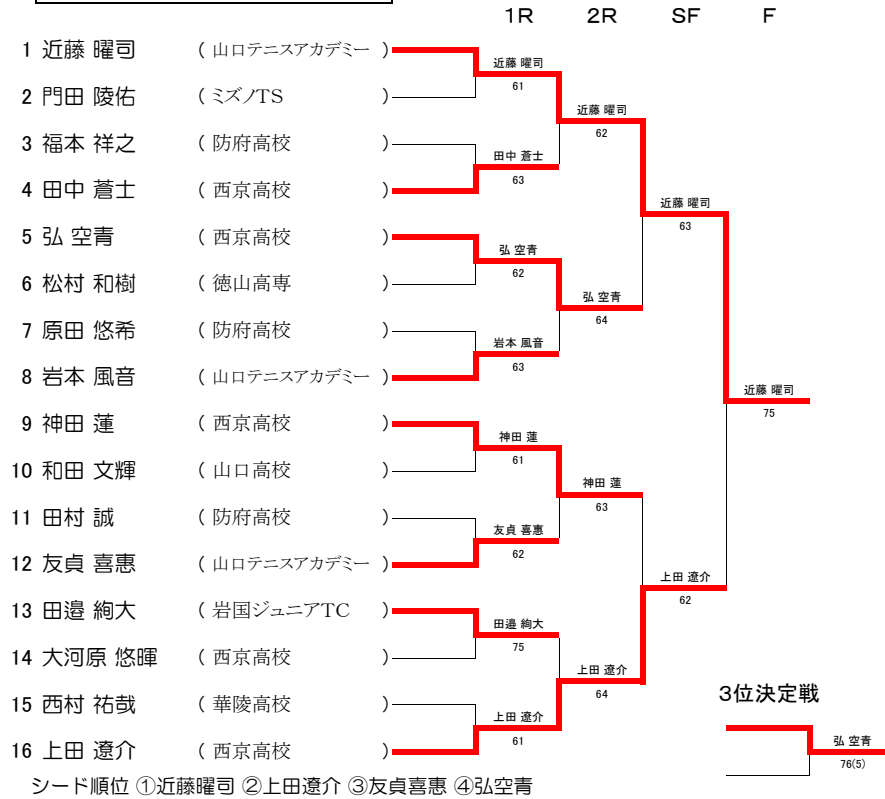 1R 2R SF F
1 近藤 曜司 ( 山口テニスアカデミー )
近藤 曜司
61
2 門田 陵佑 ( ミズノTS )
近藤 曜司
62
3 福本 祥之 ( 防府高校 )
田中 蒼士
63
4 田中 蒼士 ( 西京高校 )
近藤 曜司
63
5 弘 空青 ( 西京高校 )
弘 空青
62
6 松村 和樹 ( 徳山高専 )
弘 空青
64
7 原田 悠希 ( 防府高校 )
岩本 風音
63
8 岩本 風音 ( 山口テニスアカデミー )
近藤 曜司
75
9 神田 蓮 ( 西京高校 )
神田 蓮
61
10 和田 文輝 ( 山口高校 )
神田 蓮
63
11 田村 誠 ( 防府高校 )
友貞 喜惠
62
12 友貞 喜惠 ( 山口テニスアカデミー )
上田 遼介
62
13 田邉 絢大 ( 岩国ジュニアTC )
田邉 絢大
75
14 大河原 悠暉 ( 西京高校 )
上田 遼介
64
15 西村 祐哉 ( 華陵高校 )
上田 遼介
61
16 上田 遼介 ( 西京高校 )
3位決定戦
弘 空青
76(5)
シード順位 ①近藤曜司 ②上田遼介 ③友貞喜惠 ④弘空青